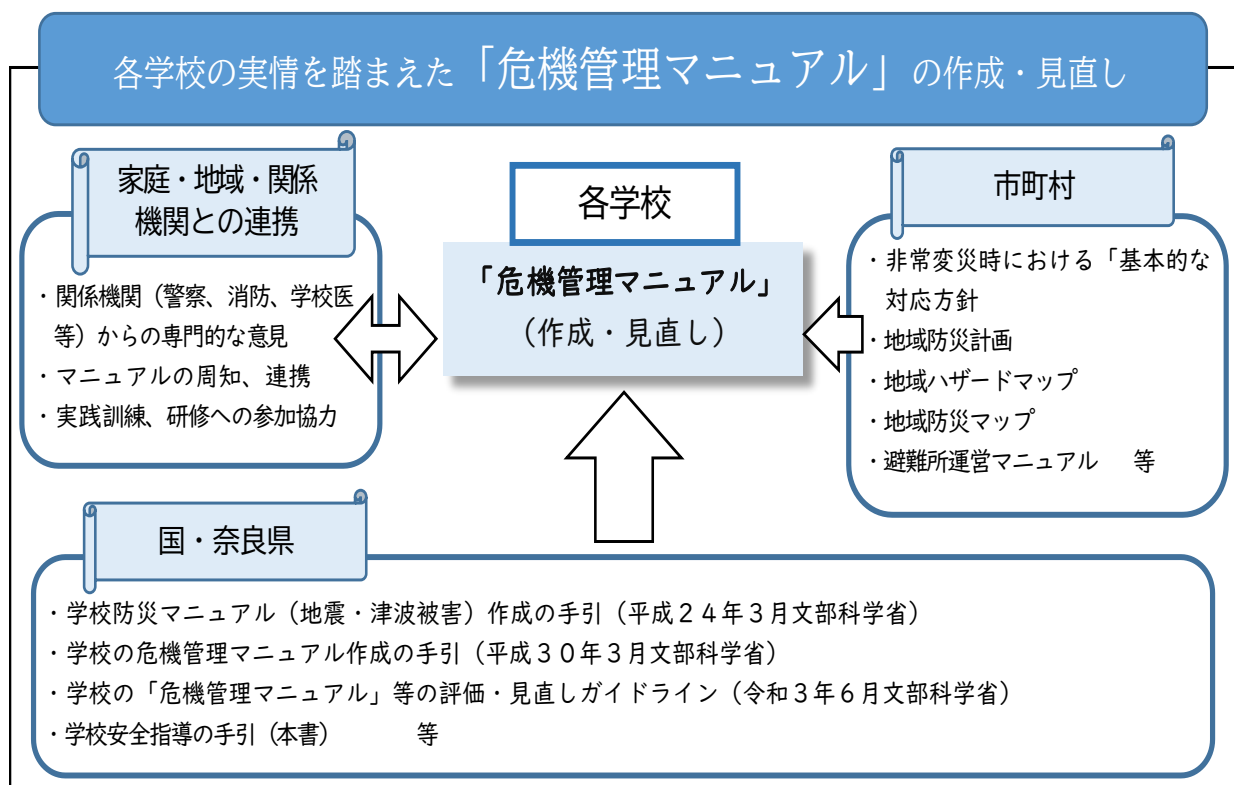 各学校の実情を踏まえた「危機管理マニュアル」の作成・見直し
家庭・地域・関係
機関との連携
・関係機関（警察、消防、学校医
等）からの専門的な意見
・マニュアルの周知、連携
・実践訓練、研修への参加協力
各学校
「危機管理マニュアル」
（作成・見直し）
市町村
・非常変災時における「基本的な
対応方針
・地域防災計画
・地域ハザードマップ
・地域防災マップ
・避難所運営マニュアル　等
国・奈良県
・学校防災マニュアル（地震・津波被害）作成の手引（平成２４年３月文部科学省）
・学校の危機管理マニュアル作成の手引（平成３０年３月文部科学省）
・学校の「危機管理マニュアル」等の評価・見直しガイドライン（令和３年６月文部科学省）
・学校安全指導の手引（本書）　　　等